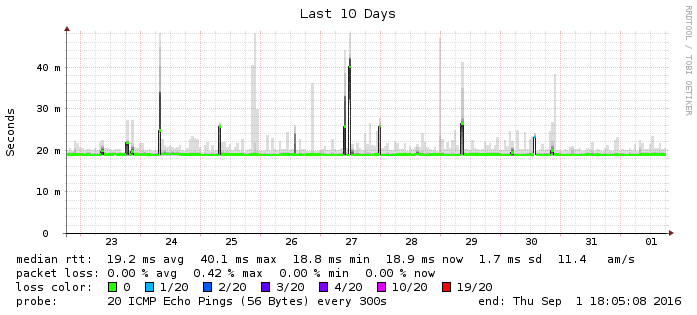 Last 10 Days
RRDTOOL / TOBI OETIKER
Seconds
40 m
30 m
20 m
10 m
0
23 24 25 26 27 28 29 30 31 01
median rtt: 19.2 ms avg 40.1 ms max 18.8 ms min 18.9 ms now 1.7 ms sd 11.4 am/s
packet loss: 0.00 % avg 0.42 % max 0.00 % min 0.00 % now
loss color: 0 1/20 2/20 3/20 4/20 10/20 19/20
probe: 20 ICMP Echo Pings (56 Bytes) every 300s end: Thu Sep 1 18:05:08 2016